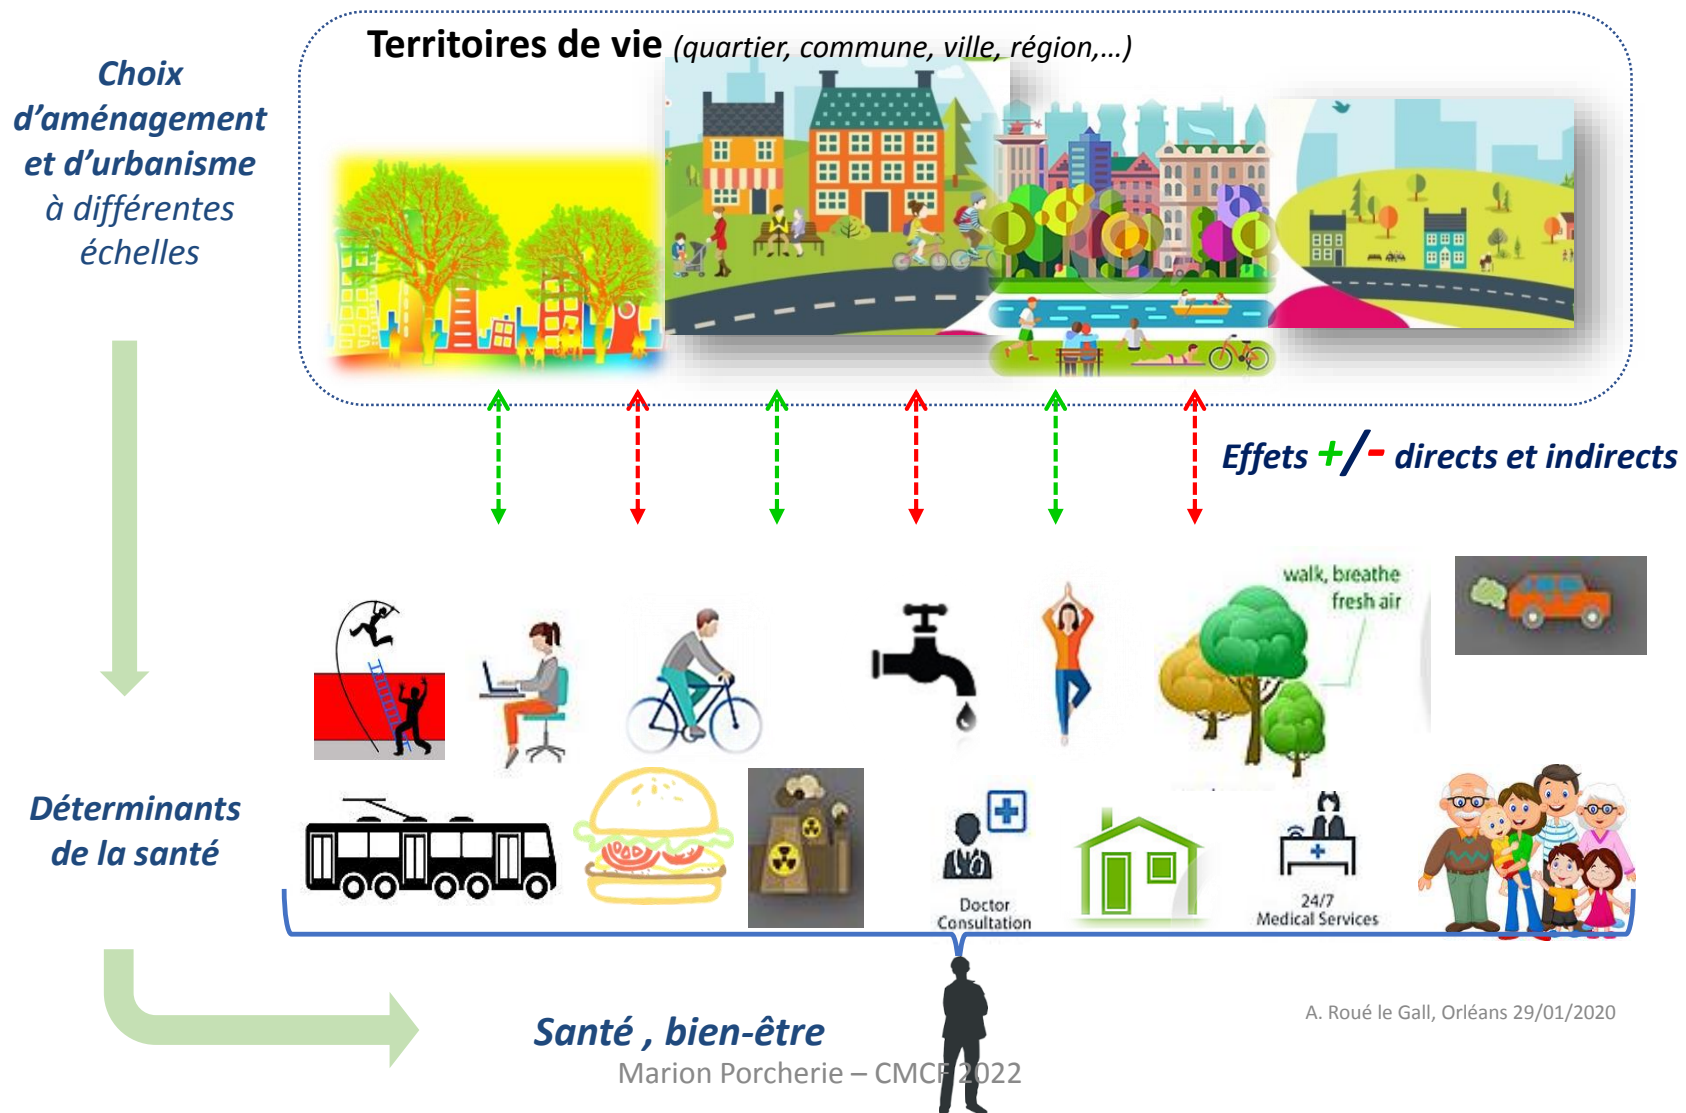 Territoires de vie (quartier, commune, ville, région,...)
Choix
d'aménagement
et d'urbanisme
à différentes
échelles
Effets +/- directs et indirects
walk, breathe
fresh air
Déterminants
de la santé
Doctor
Consultation
24/7
Medical Services
A. Roué le Gall, Orléans 29/01/2020
Santé , bien-être
Marion Porcherie – CMCF 2022